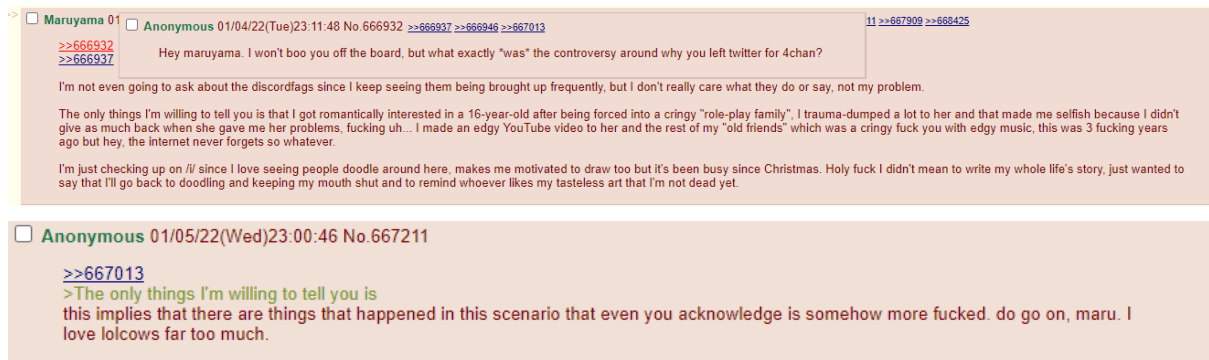 >> Maruyama 01
Anonymous 01/04/22(Tue)23:11:48 No.666932 >>666937 >>666946 >>667013
11 >>667909 >>668425
>>666932
Hey maruyama. I won't boo you off the board, but what exactly *was* the controversy around why you left twitter for 4chan?
>>666937
I'm not even going to ask about the discordfags since I keep seeing them being brought up frequently, but I don't really care what they do or say, not my problem.
The only things I'm willing to tell you is that I got romantically interested in a 16-year-old after being forced into a cringy "role-play family", I trauma-dumped a lot to her and that made me selfish because I didn't
give as much back when she gave me her problems, fucking uh... I made an edgy YouTube video to her and the rest of my "old friends" which was a cringy fuck you with edgy music, this was 3 fucking years
ago but hey, the internet never forgets so whatever.
I'm just checking up on /i/ since I love seeing people doodle around here, makes me motivated to draw too but it's been busy since Christmas. Holy fuck I didn't mean to write my whole life's story, just wanted to
say that I'll go back to doodling and keeping my mouth shut and to remind whoever likes my tasteless art that I'm not dead yet.
Anonymous 01/05/22(Wed)23:00:46 No.667211
>>667013
>The only things I'm willing to tell you is
this implies that there are things that happened in this scenario that even you acknowledge is somehow more fucked. do go on, maru. I
love lolcows far too much.